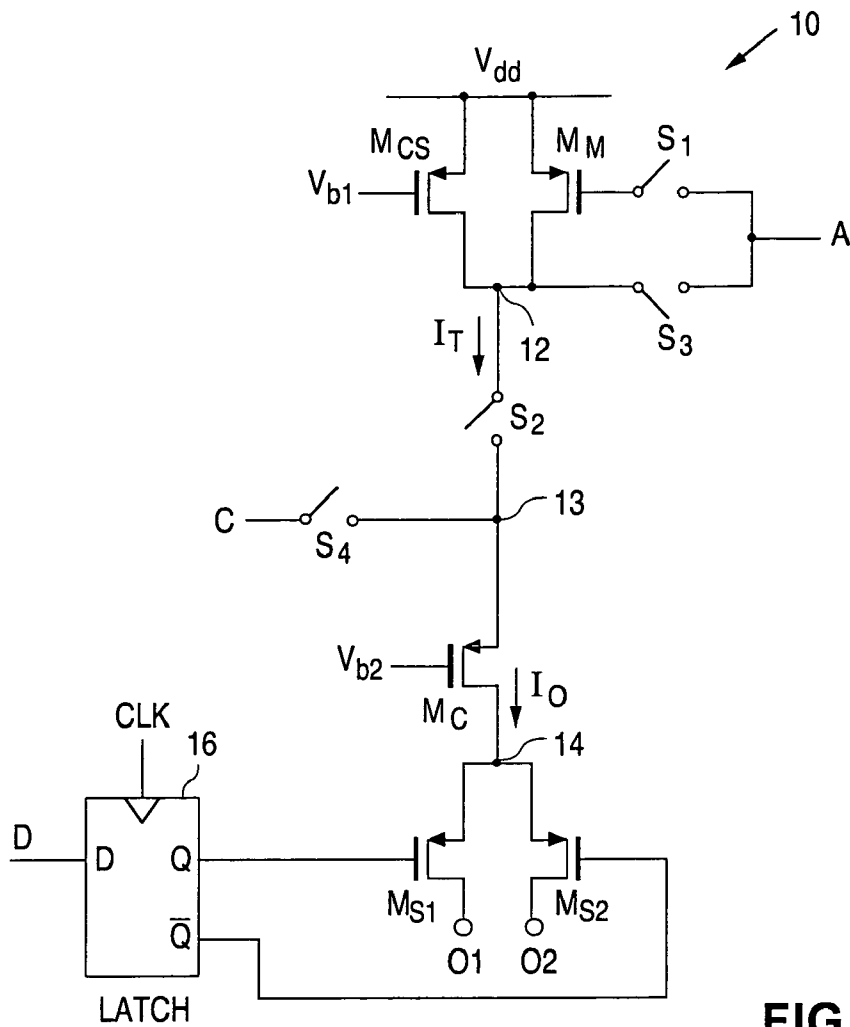 10
Vdd
MCS
MM
S1
Vb1
A
12
S3
IT
S2
13
C
S4
Vb2
MC
IO
CLK
16
14
D
D
Q
Q̅
MS1
MS2
O1
O2
LATCH
FIG